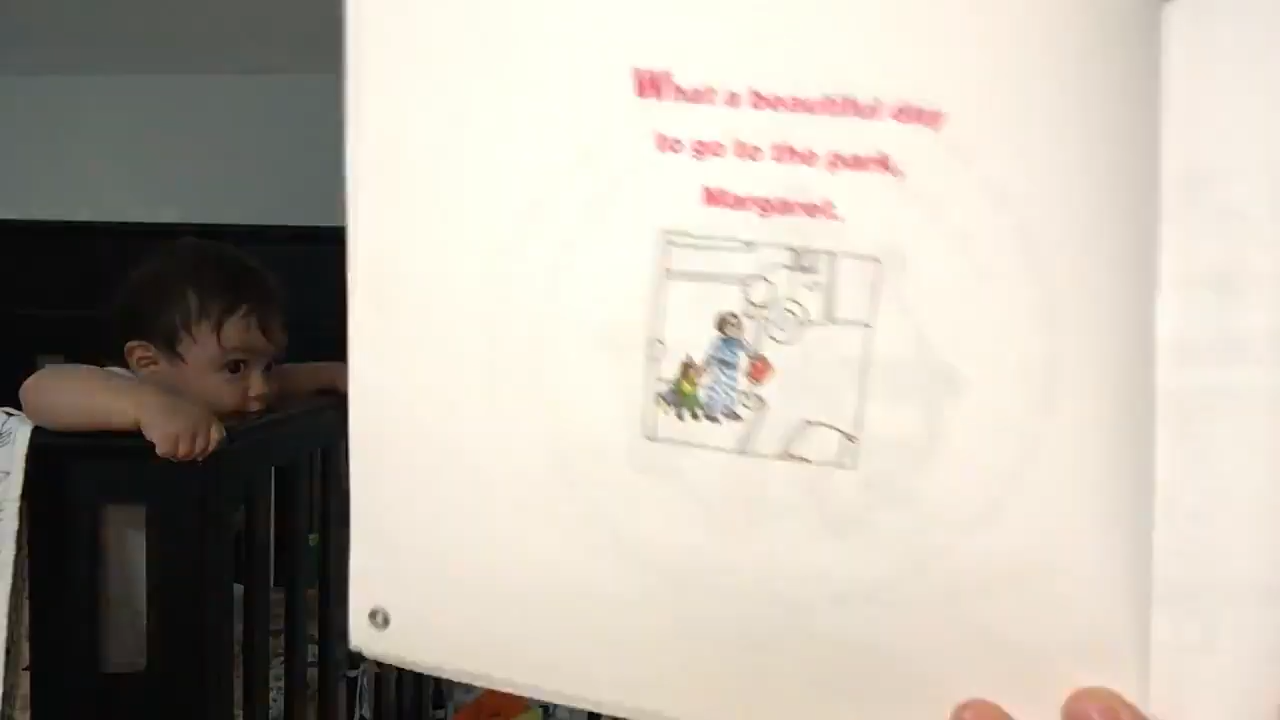 What a beautiful day
to go to the park,
Margaret.